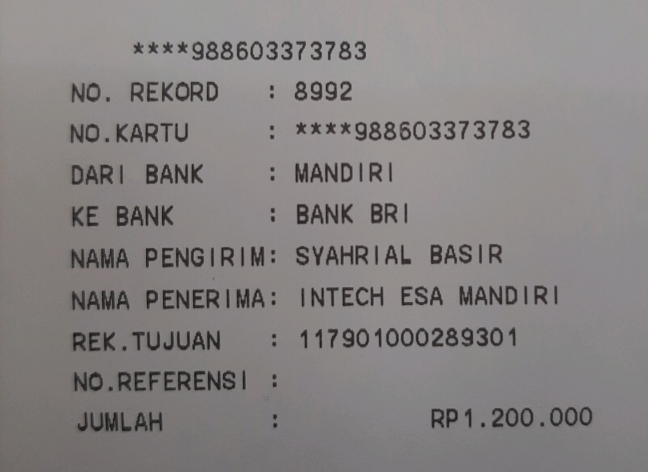 ****988603373783
NO. REKORD : 8992
NO.KARTU : ****988603373783
DARI BANK : MANDIRI
KE BANK : BANK BRI
NAMA PENGIRIM: SYAHRIAL BASIR
NAMA PENERIMA: INTECH ESA MANDIRI
REK.TUJUAN : 117901000289301
NO.REFERENSI :
JUMLAH : RP1.200.000